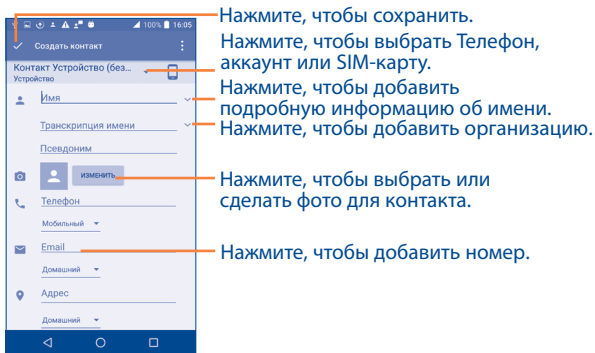 100% 16:05
Создать контакт
Контакт Устройство (без...
Устройство
Имя
Транскрипция имени
Псевдоним
ИЗМЕНИТЬ
Телефон
Мобильный
Email
Домашний
Адрес
Домашний
Нажмите, чтобы сохранить.
Нажмите, чтобы выбрать Телефон,
аккаунт или SIM-карту.
Нажмите, чтобы добавить
подробную информацию об имени.
Нажмите, чтобы добавить организацию.
Нажмите, чтобы выбрать или
сделать фото для контакта.
Нажмите, чтобы добавить номер.